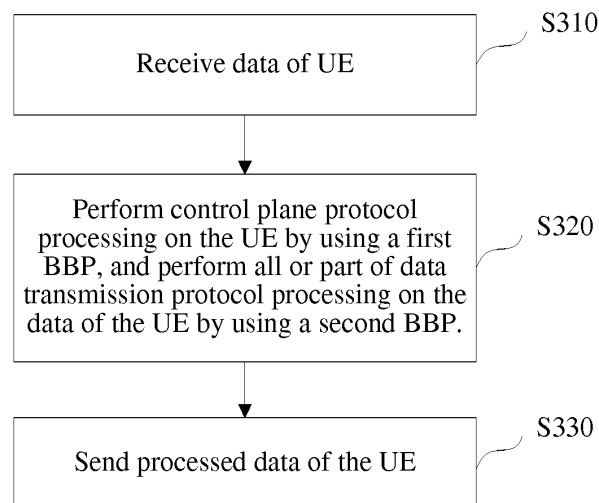 S310
Receive data of UE
S320
Perform control plane protocol
processing on the UE by using a first
BBP, and perform all or part of data
transmission protocol processing on the
data of the UE by using a second BBP.
S330
Send processed data of the UE